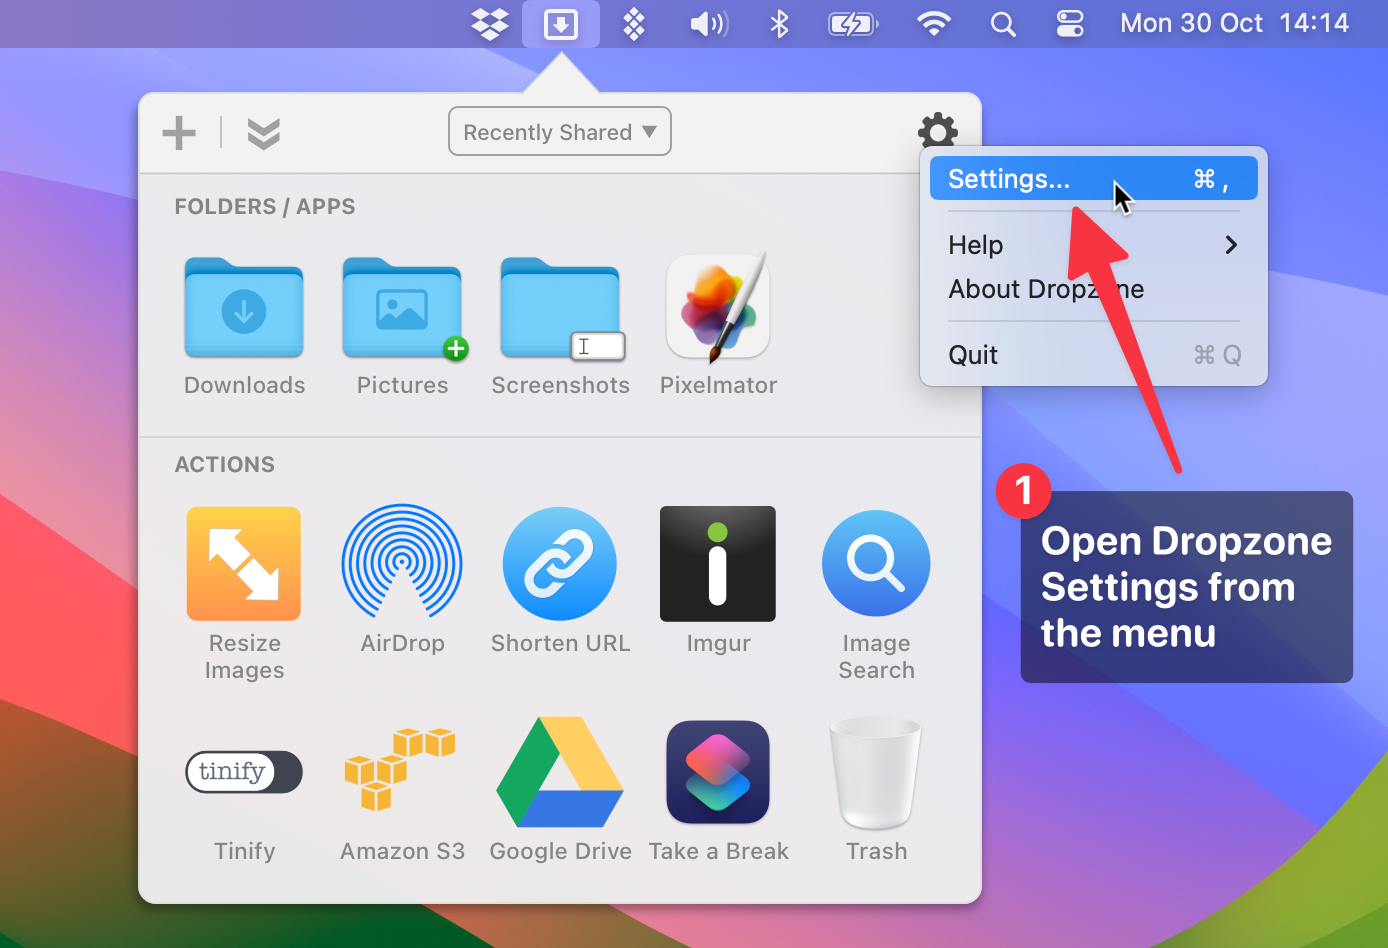 Mon 30 Oct 14:14
Recently Shared ▼
Settings... ⌘ ,
Help
About Dropz ne
Quit ⌘ Q
FOLDERS / APPS
Downloads
Pictures
Screenshots
Pixelmator
ACTIONS
Resize
Images
AirDrop
Shorten URL
Imgur
Image
Search
tinify
Tinify
Amazon S3
Google Drive
Take a Break
Trash
1
Open Dropzone
Settings from
the menu